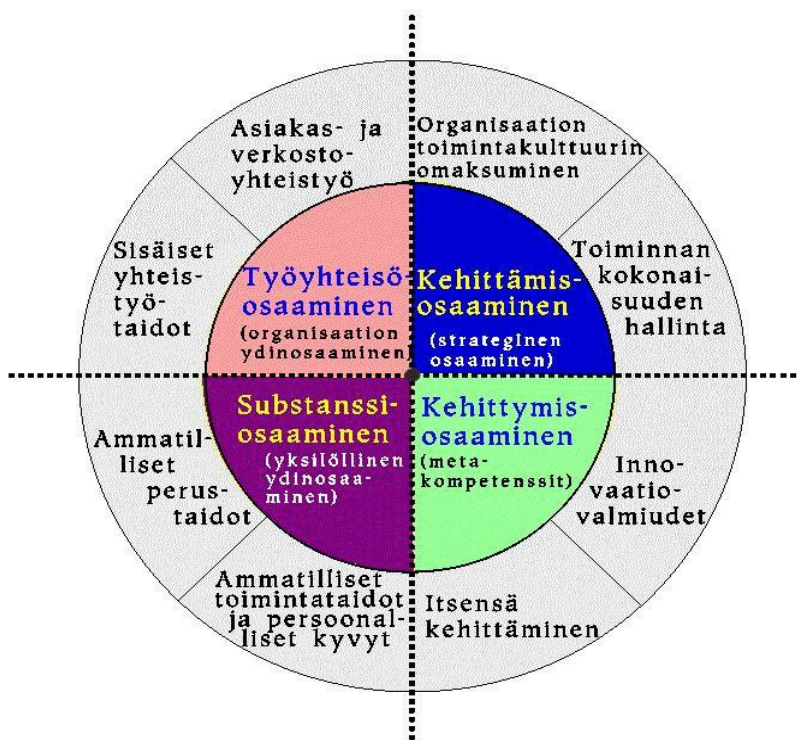 Asiakas- ja
verkosto-
yhteistyö
Organisaation
toimintakulttuurin
omaksuminen
Sisäiset
yhteis-
työ-
taidot
Työyhteisö-
osaaminen
(organisaation
ydinosaaminen)
Kehittämis-
osaaminen
(strateginen
osaaminen)
Toiminnan
kokonai-
suuden
hallinta
Ammatil-
liset
perus-
taidot
Substanssi-
osaaminen
(yksilöllinen
ydinosaa-
minen)
Kehittymis-
osaaminen
(meta-
kompetenssit)
Inno-
vaatio-
valmiudet
Ammatilliset
toimintataidot
ja persoonal-
liset kyvyt
Itsensä
kehittäminen